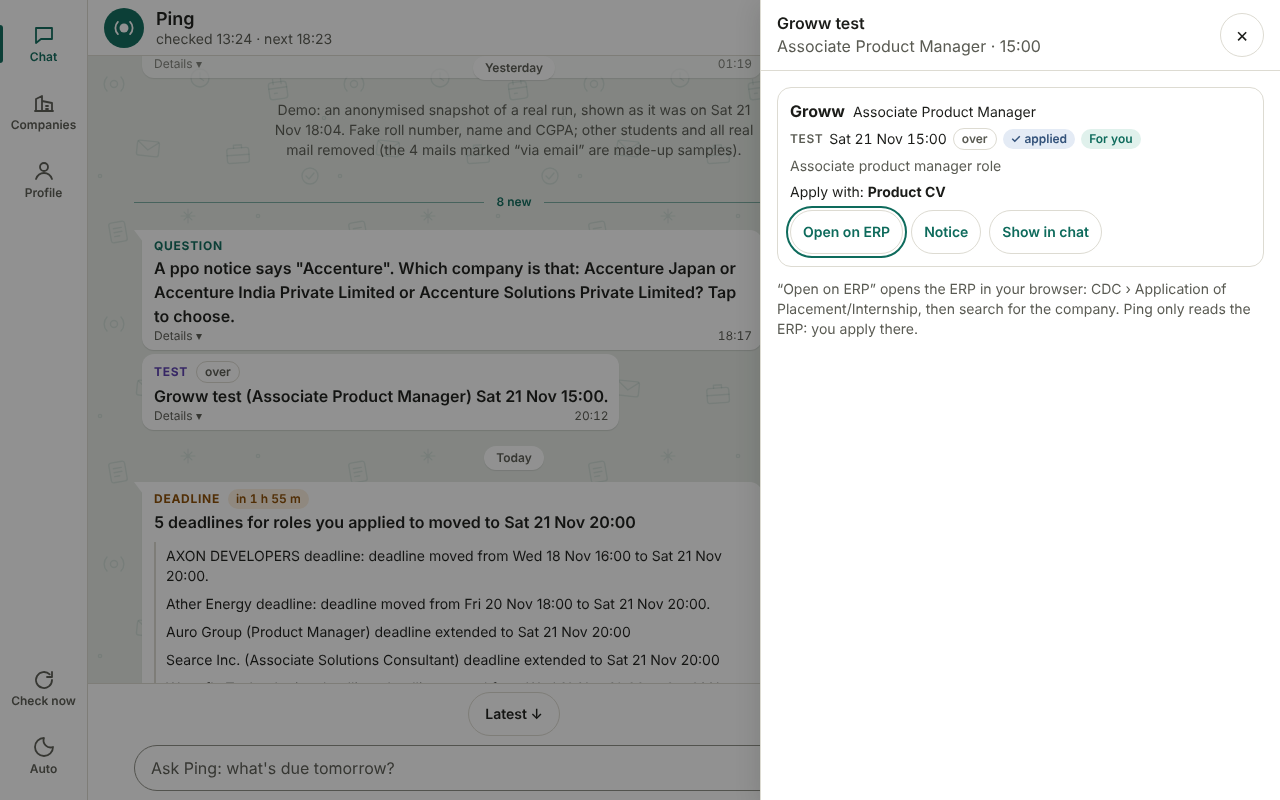 Chat
Companies
Profile
Check now
Auto
Ping
checked 13:24 · next 18:23
Details ▾
01:19
Yesterday
Demo: an anonymised snapshot of a real run, shown as it was on Sat 21
Nov 18:04. Fake roll number, name and CGPA; other students and all real
mail removed (the 4 mails marked “via email” are made-up samples).
8 new
QUESTION
A ppo notice says "Accenture". Which company is that: Accenture Japan or
Accenture India Private Limited or Accenture Solutions Private Limited? Tap
to choose.
Details ▾
18:17
TEST over
Groww test (Associate Product Manager) Sat 21 Nov 15:00.
Details ▾
20:12
Today
DEADLINE in 1 h 55 m
5 deadlines for roles you applied to moved to Sat 21 Nov 20:00
AXON DEVELOPERS deadline: deadline moved from Wed 18 Nov 16:00 to Sat 21 Nov
20:00.
Ather Energy deadline: deadline moved from Fri 20 Nov 18:00 to Sat 21 Nov 20:00.
Auro Group (Product Manager) deadline extended to Sat 21 Nov 20:00
Searce Inc. (Associate Solutions Consultant) deadline extended to Sat 21 Nov 20:00
Latest ↓
Ask Ping: what's due tomorrow?
Groww test
Associate Product Manager · 15:00
×
Groww Associate Product Manager
TEST Sat 21 Nov 15:00 over ✓ applied For you
Associate product manager role
Apply with: Product CV
Open on ERP Notice Show in chat
“Open on ERP” opens the ERP in your browser: CDC › Application of
Placement/Internship, then search for the company. Ping only reads the
ERP: you apply there.